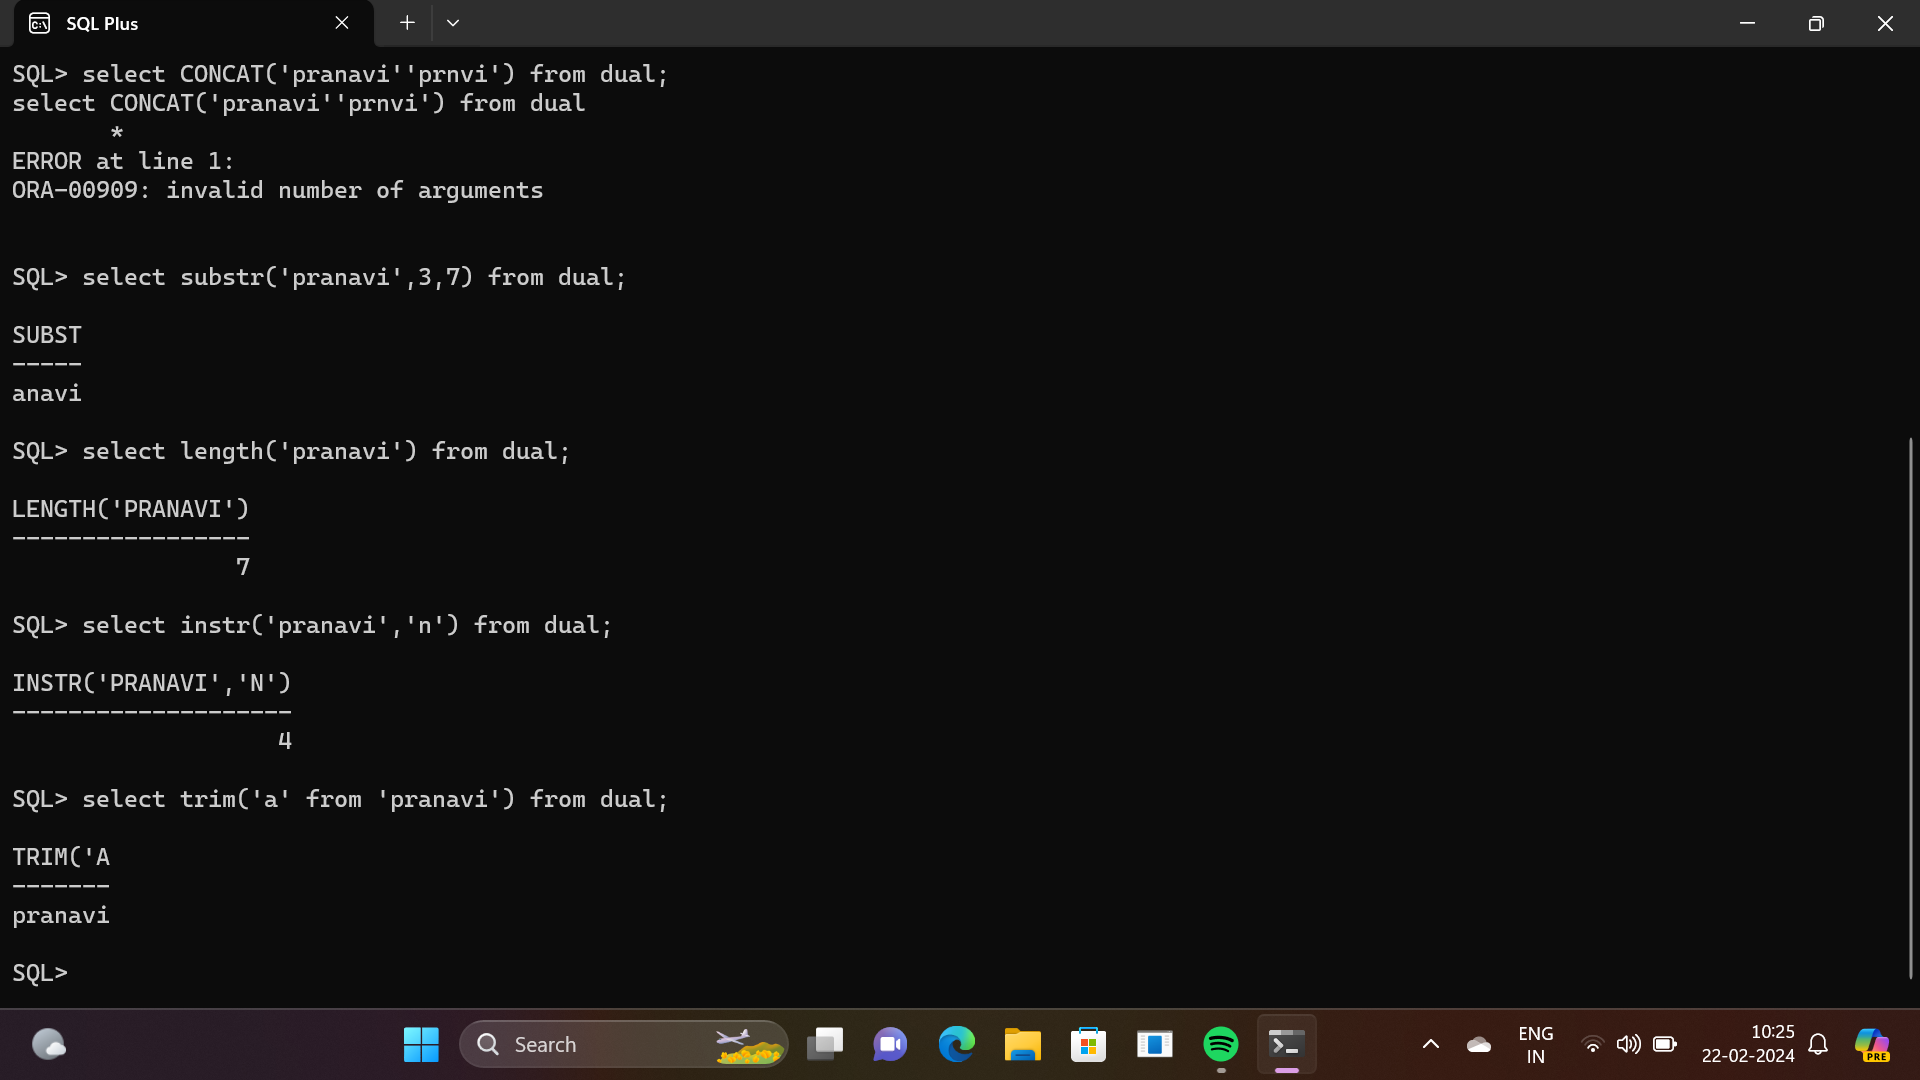 SQL Plus
SQL> select CONCAT('pranavi''prnvi') from dual;
select CONCAT('pranavi''prnvi') from dual
       *
ERROR at line 1:
ORA-00909: invalid number of arguments
SQL> select substr('pranavi',3,7) from dual;
SUBST
-----
anavi
SQL> select length('pranavi') from dual;
LENGTH('PRANAVI')
-----------------
                7
SQL> select instr('pranavi','n') from dual;
INSTR('PRANAVI','N')
--------------------
                   4
SQL> select trim('a' from 'pranavi') from dual;
TRIM('A
-------
pranavi
SQL>
Search
ENG
IN
10:25
22-02-2024
PRE